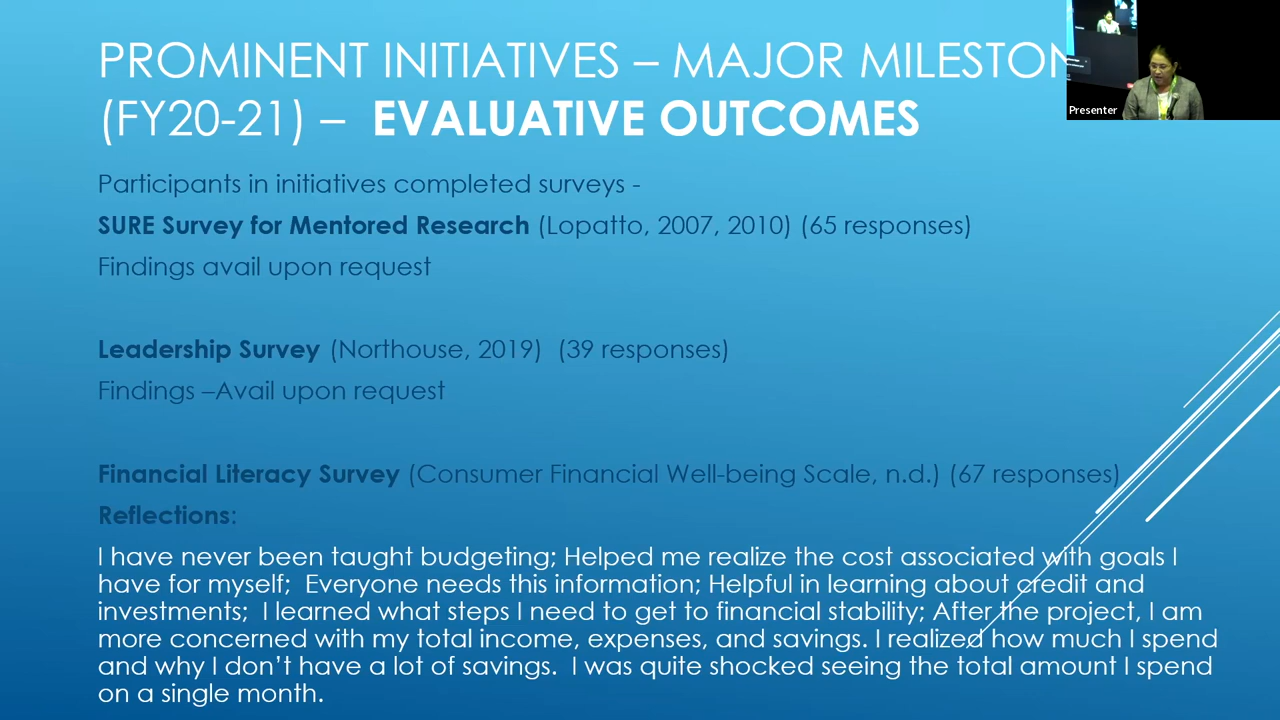 PROMINENT INITIATIVES – MAJOR MILESTON
(FY20-21) – EVALUATIVE OUTCOMES
Presenter
Participants in initiatives completed surveys -
SURE Survey for Mentored Research (Lopatto, 2007, 2010) (65 responses)
Findings avail upon request
Leadership Survey (Northouse, 2019) (39 responses)
Findings –Avail upon request
Financial Literacy Survey (Consumer Financial Well-being Scale, n.d.) (67 responses)
Reflections:
I have never been taught budgeting; Helped me realize the cost associated with goals I
have for myself; Everyone needs this information; Helpful in learning about credit and
investments; I learned what steps I need to get to financial stability; After the project, I am
more concerned with my total income, expenses, and savings. I realized how much I spend
and why I don't have a lot of savings. I was quite shocked seeing the total amount I spend
on a single month.